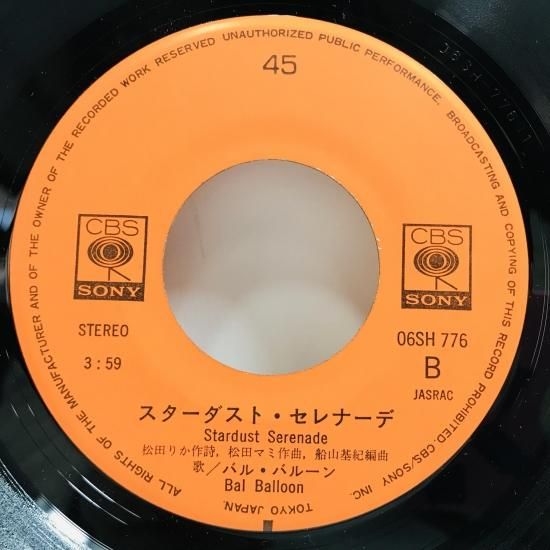 ALL RIGHTS OF THE MANUFACTURER AND OF THE OWNER OF THE RECORDED WORK RESERVED UNAUTHORIZED PUBLIC PERFORMANCE, BROADCASTING AND COPYING OF THIS RECORD PROHIBITED·CBS/SONY INC.
TOKYO JAPAN.
45
06SH 776
CBS
SONY
CBS
SONY
STEREO
3:59
06SH 776
B
JASRAC
スターダスト・セレナーデ
Stardust Serenade
松田りか作詩, 松田マミ作曲, 船山基紀編曲
歌／バル・バルーン
Bal Balloon